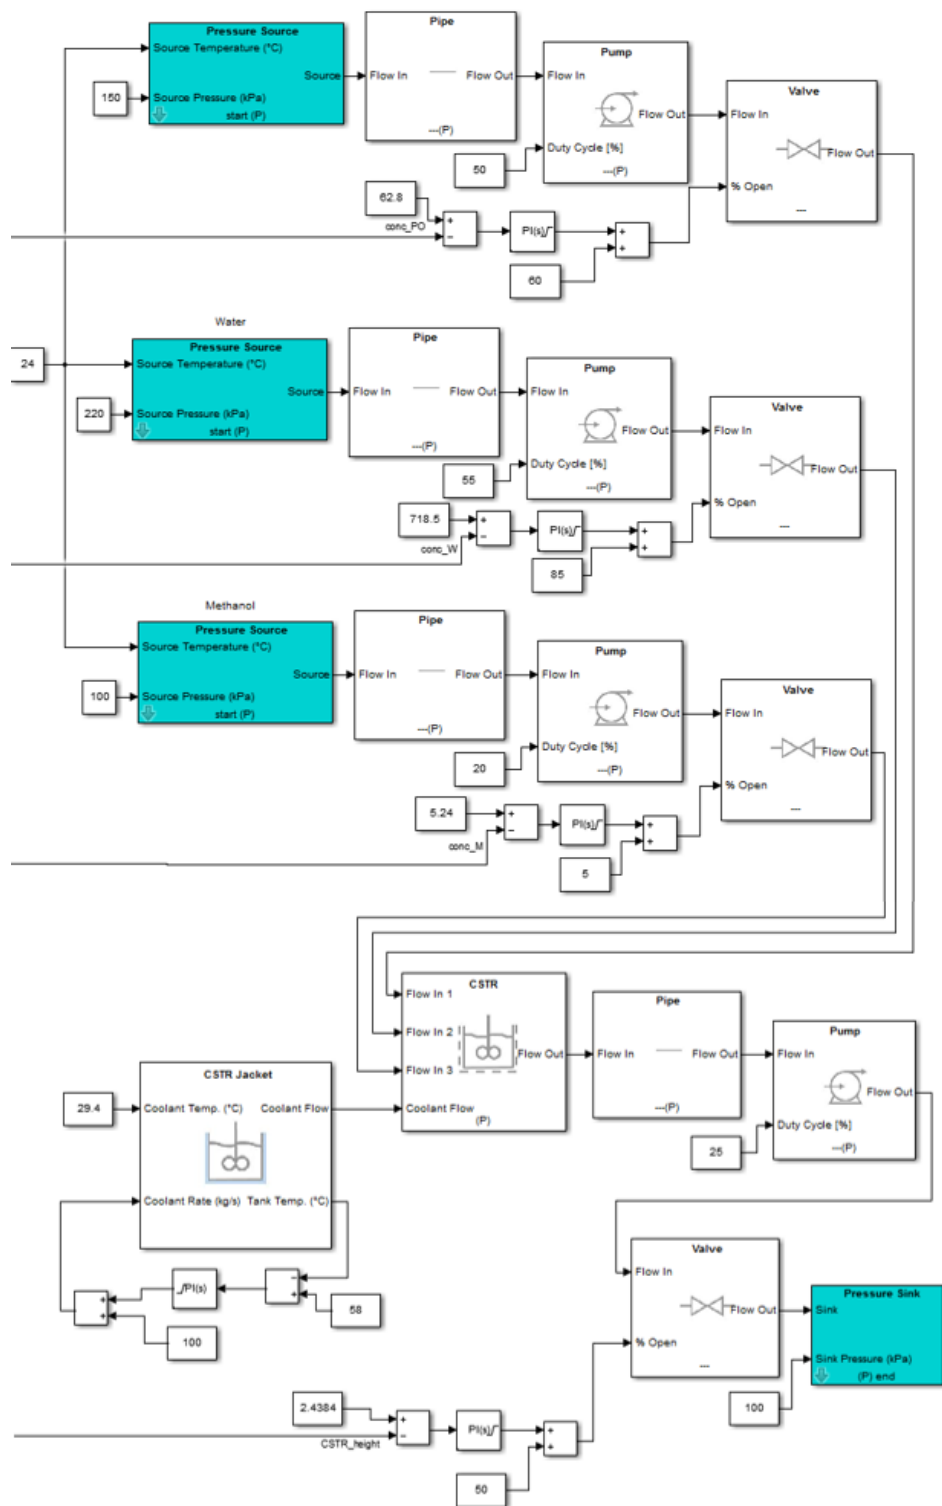 Pressure Source
Source Temperature (°C)
Source
Source Pressure (kPa)
start (P)
150
Pipe
Flow In
Flow Out
---(P)
Pump
Flow In
Flow Out
Duty Cycle [%]
---(P)
50
Valve
Flow In
Flow Out
% Open
---
62.8
conc_PO
+
−
PI(s)
+
+
60
Water
24
Pressure Source
Source Temperature (°C)
Source
Source Pressure (kPa)
start (P)
220
Pipe
Flow In
Flow Out
---(P)
Pump
Flow In
Flow Out
Duty Cycle [%]
---(P)
55
Valve
Flow In
Flow Out
% Open
---
718.5
conc_W
+
−
PI(s)
+
+
85
Methanol
Pressure Source
Source Temperature (°C)
Source
Source Pressure (kPa)
start (P)
100
Pipe
Flow In
Flow Out
---(P)
Pump
Flow In
Flow Out
Duty Cycle [%]
---(P)
20
Valve
Flow In
Flow Out
% Open
---
5.24
conc_M
+
−
PI(s)
+
+
5
CSTR
Flow In 1
Flow In 2
Flow In 3
Flow Out
Coolant Flow
(P)
Pipe
Flow In
Flow Out
---(P)
Pump
Flow In
Flow Out
Duty Cycle [%]
---(P)
25
CSTR Jacket
Coolant Temp. (°C)
Coolant Flow
Coolant Rate (kg/s)
Tank Temp. (°C)
29.4
−
+
58
PI(s)
+
+
100
Valve
Flow In
Flow Out
% Open
---
Pressure Sink
Sink
Sink Pressure (kPa)
(P) end
100
2.4384
CSTR_height
+
−
PI(s)
+
+
50